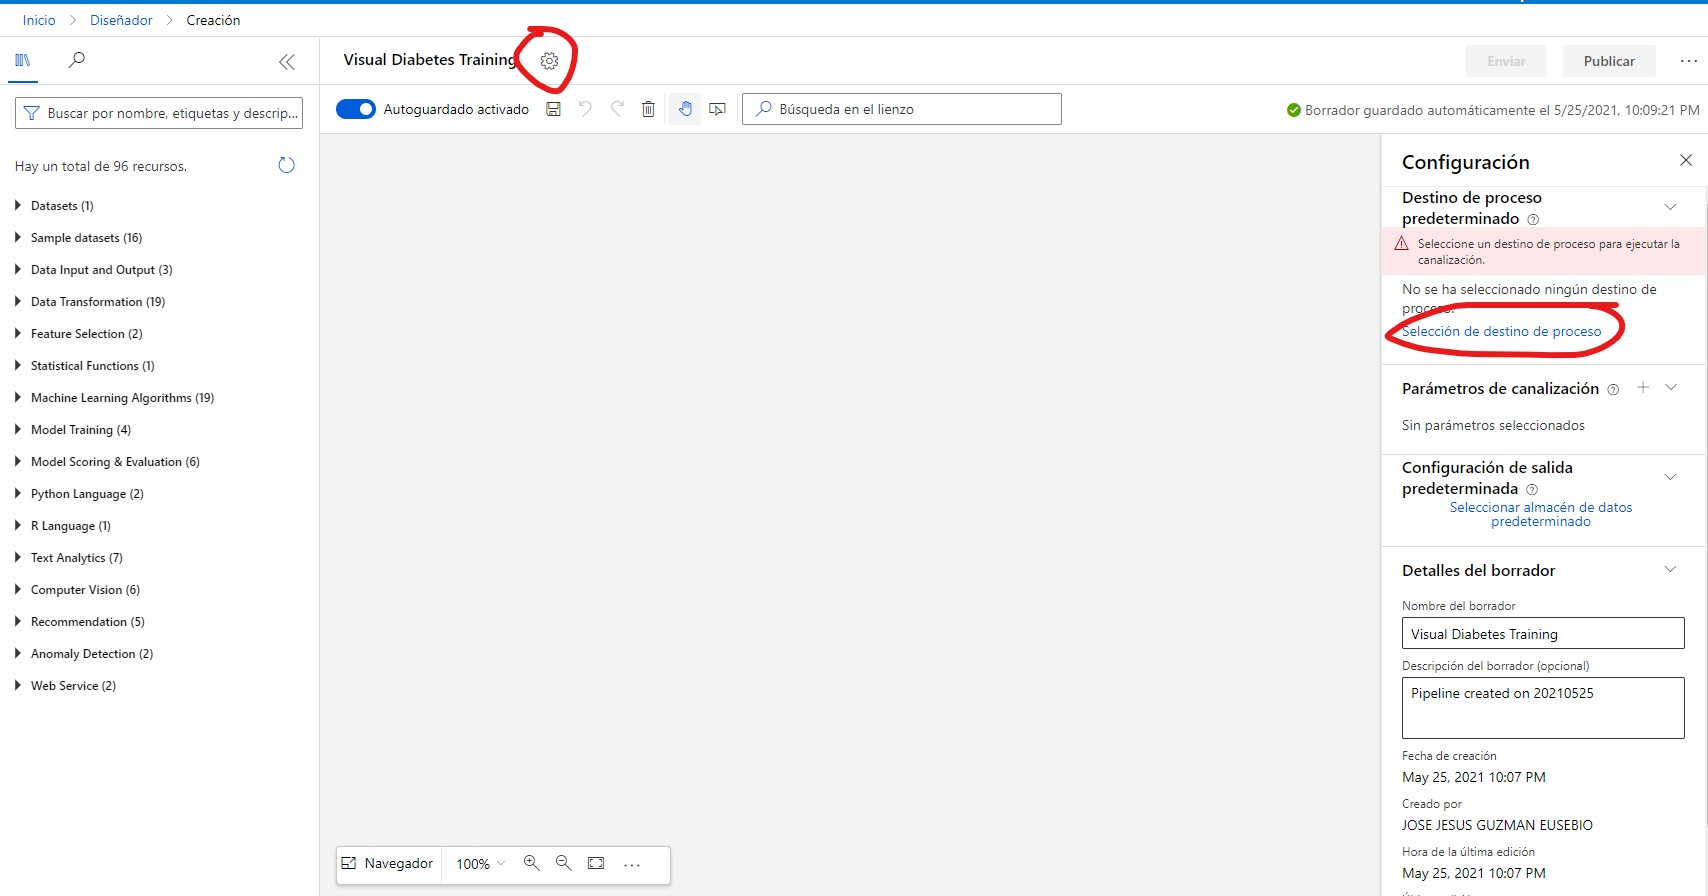 Inicio > Diseñador > Creación
Visual Diabetes Training
Enviar
Publicar
Buscar por nombre, etiquetas y descrip...
Autoguardado activado
Búsqueda en el lienzo
Borrador guardado automáticamente el 5/25/2021, 10:09:21 PM
Hay un total de 96 recursos.
Datasets (1)
Sample datasets (16)
Data Input and Output (3)
Data Transformation (19)
Feature Selection (2)
Statistical Functions (1)
Machine Learning Algorithms (19)
Model Training (4)
Model Scoring & Evaluation (6)
Python Language (2)
R Language (1)
Text Analytics (7)
Computer Vision (6)
Recommendation (5)
Anomaly Detection (2)
Web Service (2)
Navegador
100%
Configuración
Destino de proceso
predeterminado
Seleccione un destino de proceso para ejecutar la
canalización.
No se ha seleccionado ningún destino de
proceso.
Selección de destino de proceso
Parámetros de canalización
Sin parámetros seleccionados
Configuración de salida
predeterminada
Seleccionar almacén de datos
predeterminado
Detalles del borrador
Nombre del borrador
Visual Diabetes Training
Descripción del borrador (opcional)
Pipeline created on 20210525
Fecha de creación
May 25, 2021 10:07 PM
Creado por
JOSE JESUS GUZMAN EUSEBIO
Hora de la última edición
May 25, 2021 10:07 PM